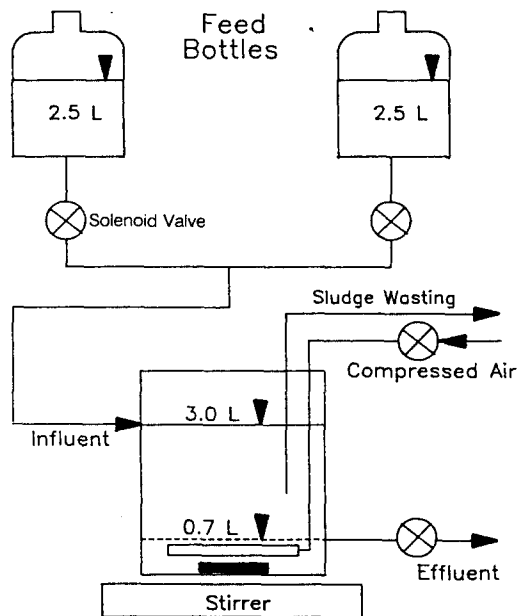 Feed
Bottles
2.5 L
2.5 L
Solenoid Valve
Sludge Wasting
Compressed Air
3.0 L
Influent
0.7 L
Effluent
Stirrer